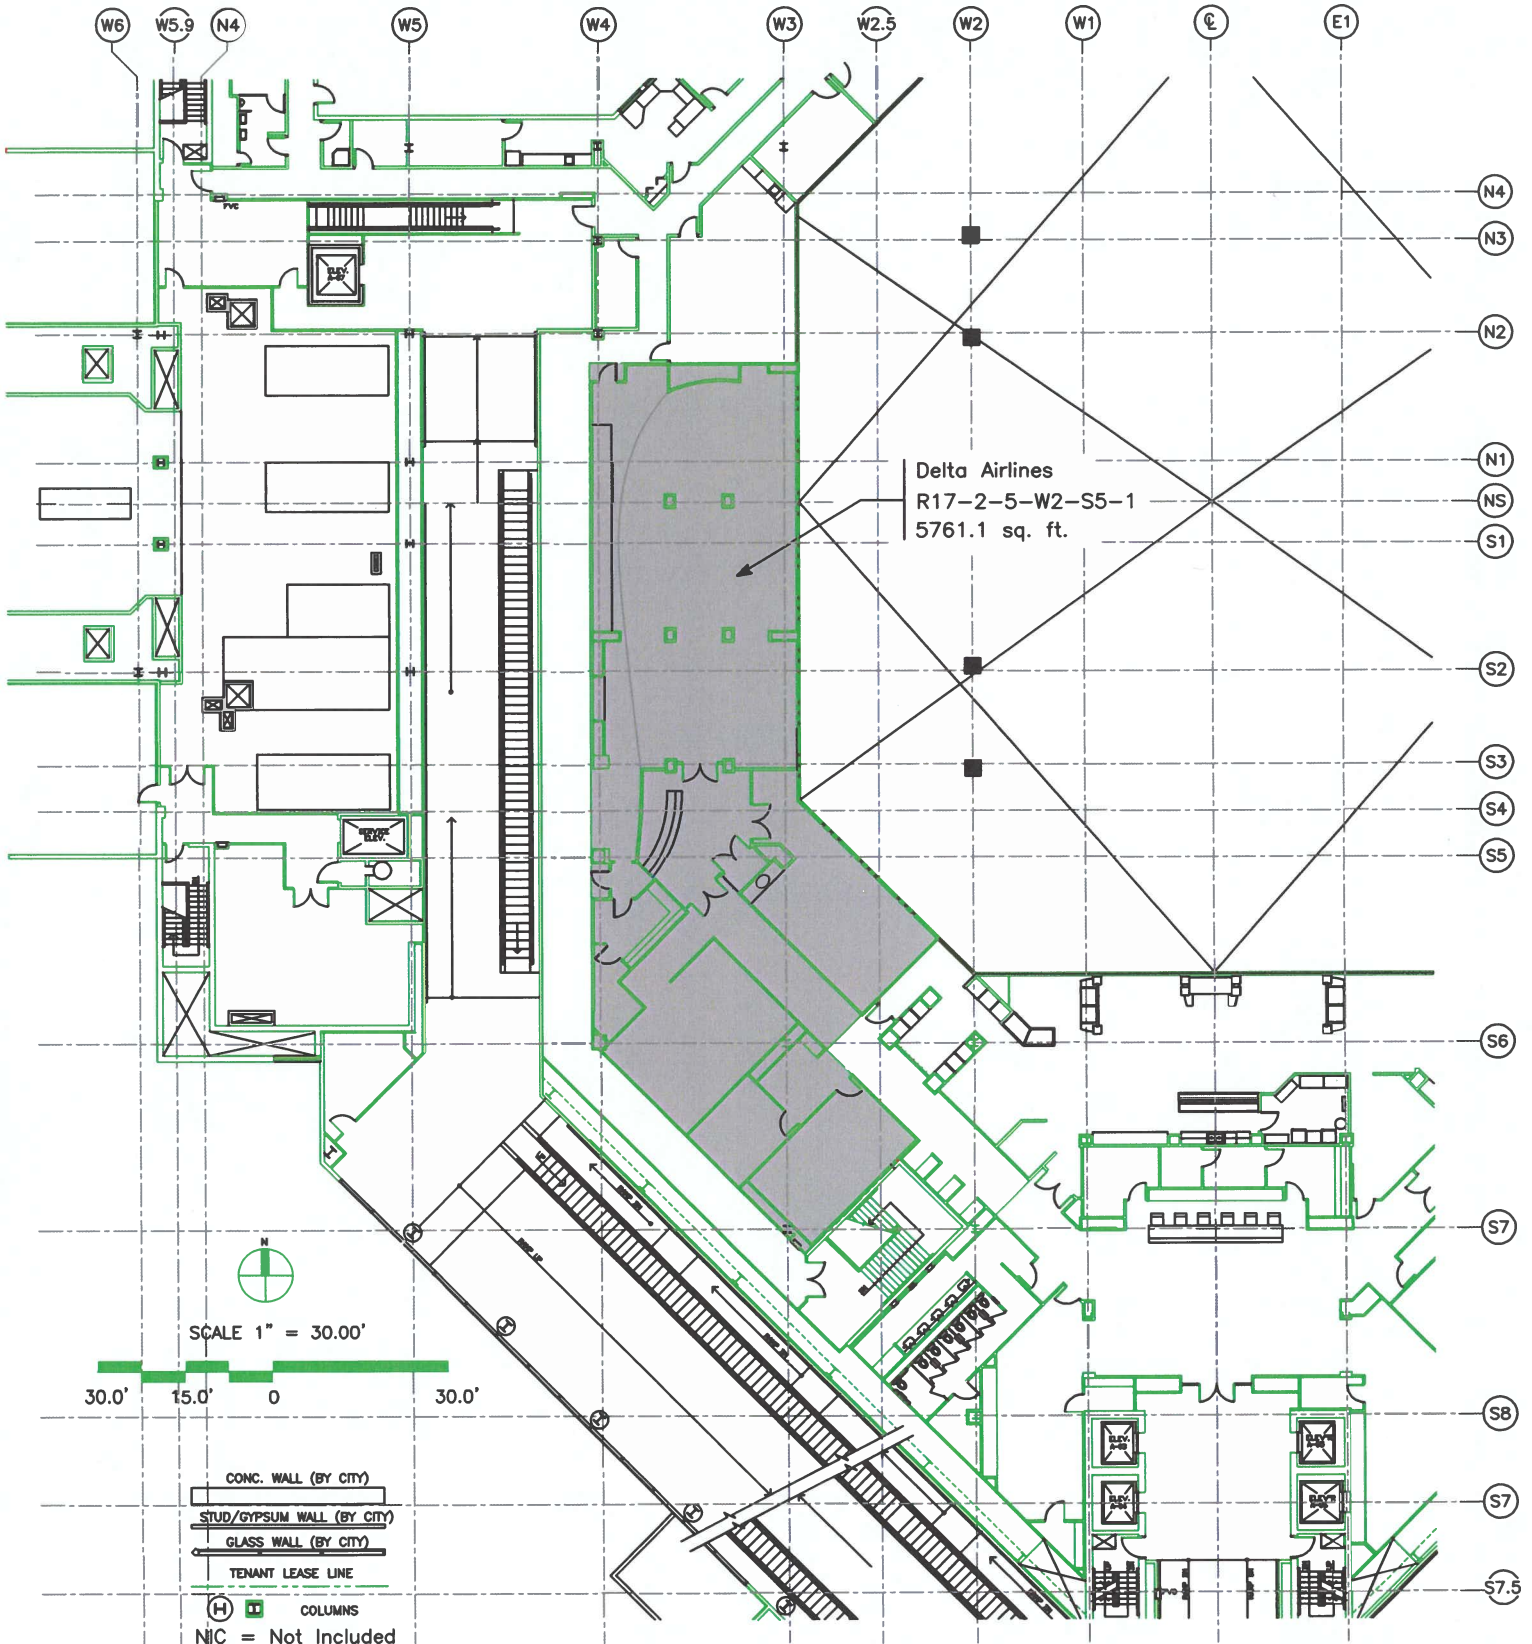 W6 W5.9 N4 W5 W4 W3 W2.5 W2 W1 ℄ E1
N4
FVC
N3
ELEV.
N2
Delta Airlines
N1
R17-2-5-W2-S5-1
NS
5761.1 sq. ft.
S1
S2
S3
S4
SERVICE
ELEV.
S5
S6
S7
N
SCALE 1" = 30.00'
30.0' 15.0' 0 30.0'
S8
ELEV.
ELEV.
CONC. WALL (BY CITY)
S7
STUD/GYPSUM WALL (BY CITY)
GLASS WALL (BY CITY)
TENANT LEASE LINE
S7.5
COLUMNS
NIC = Not Included